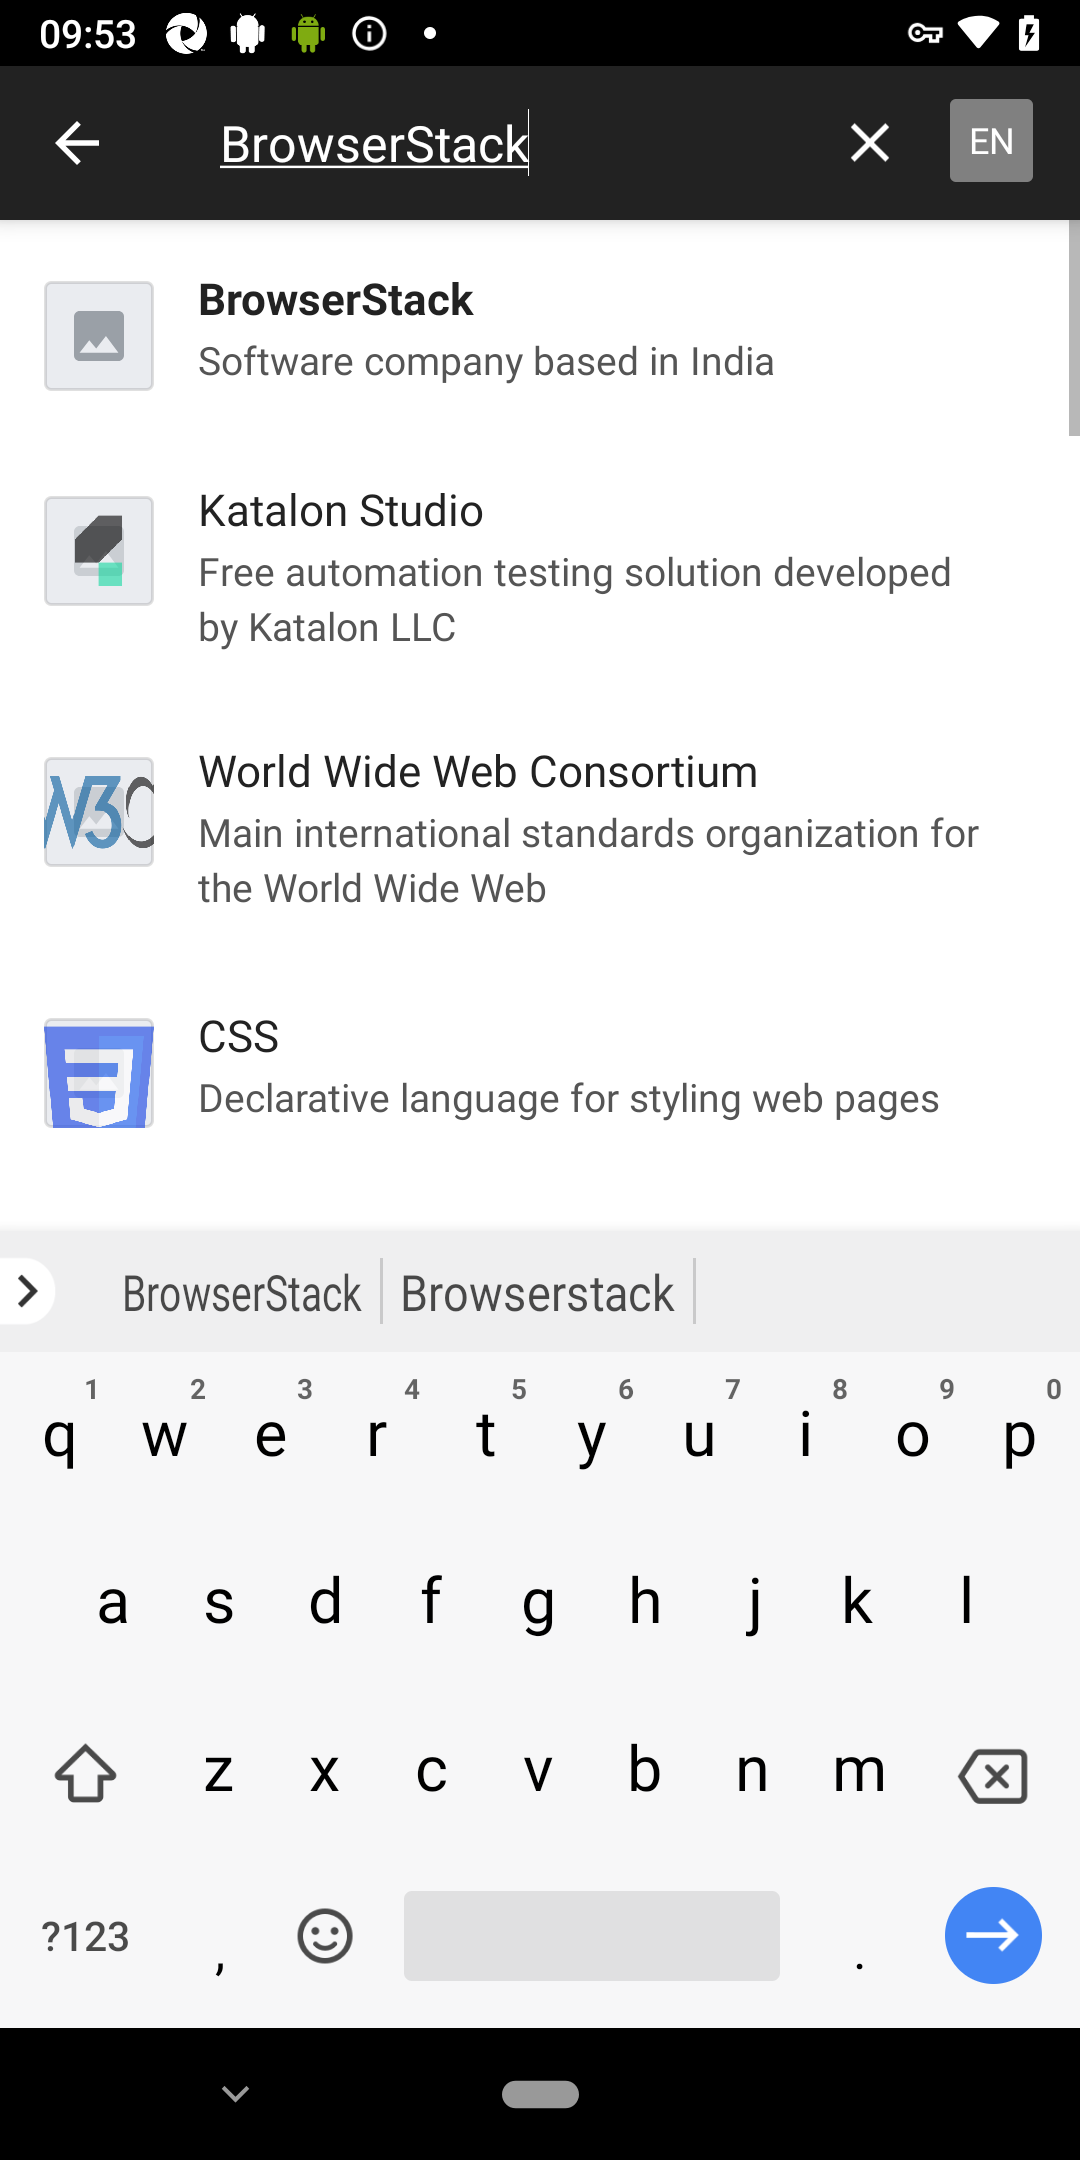 09:53
BrowserStack
EN
BrowserStack
Software company based in India
Katalon Studio
Free automation testing solution developed
by Katalon LLC
W3C
World Wide Web Consortium
Main international standards organization for
the World Wide Web
CSS
Declarative language for styling web pages
BrowserStack Browserstack
1 2 3 4 5 6 7 8 9 0
q w e r t y u i o p
a s d f g h j k l
z x c v b n m
?123 , .